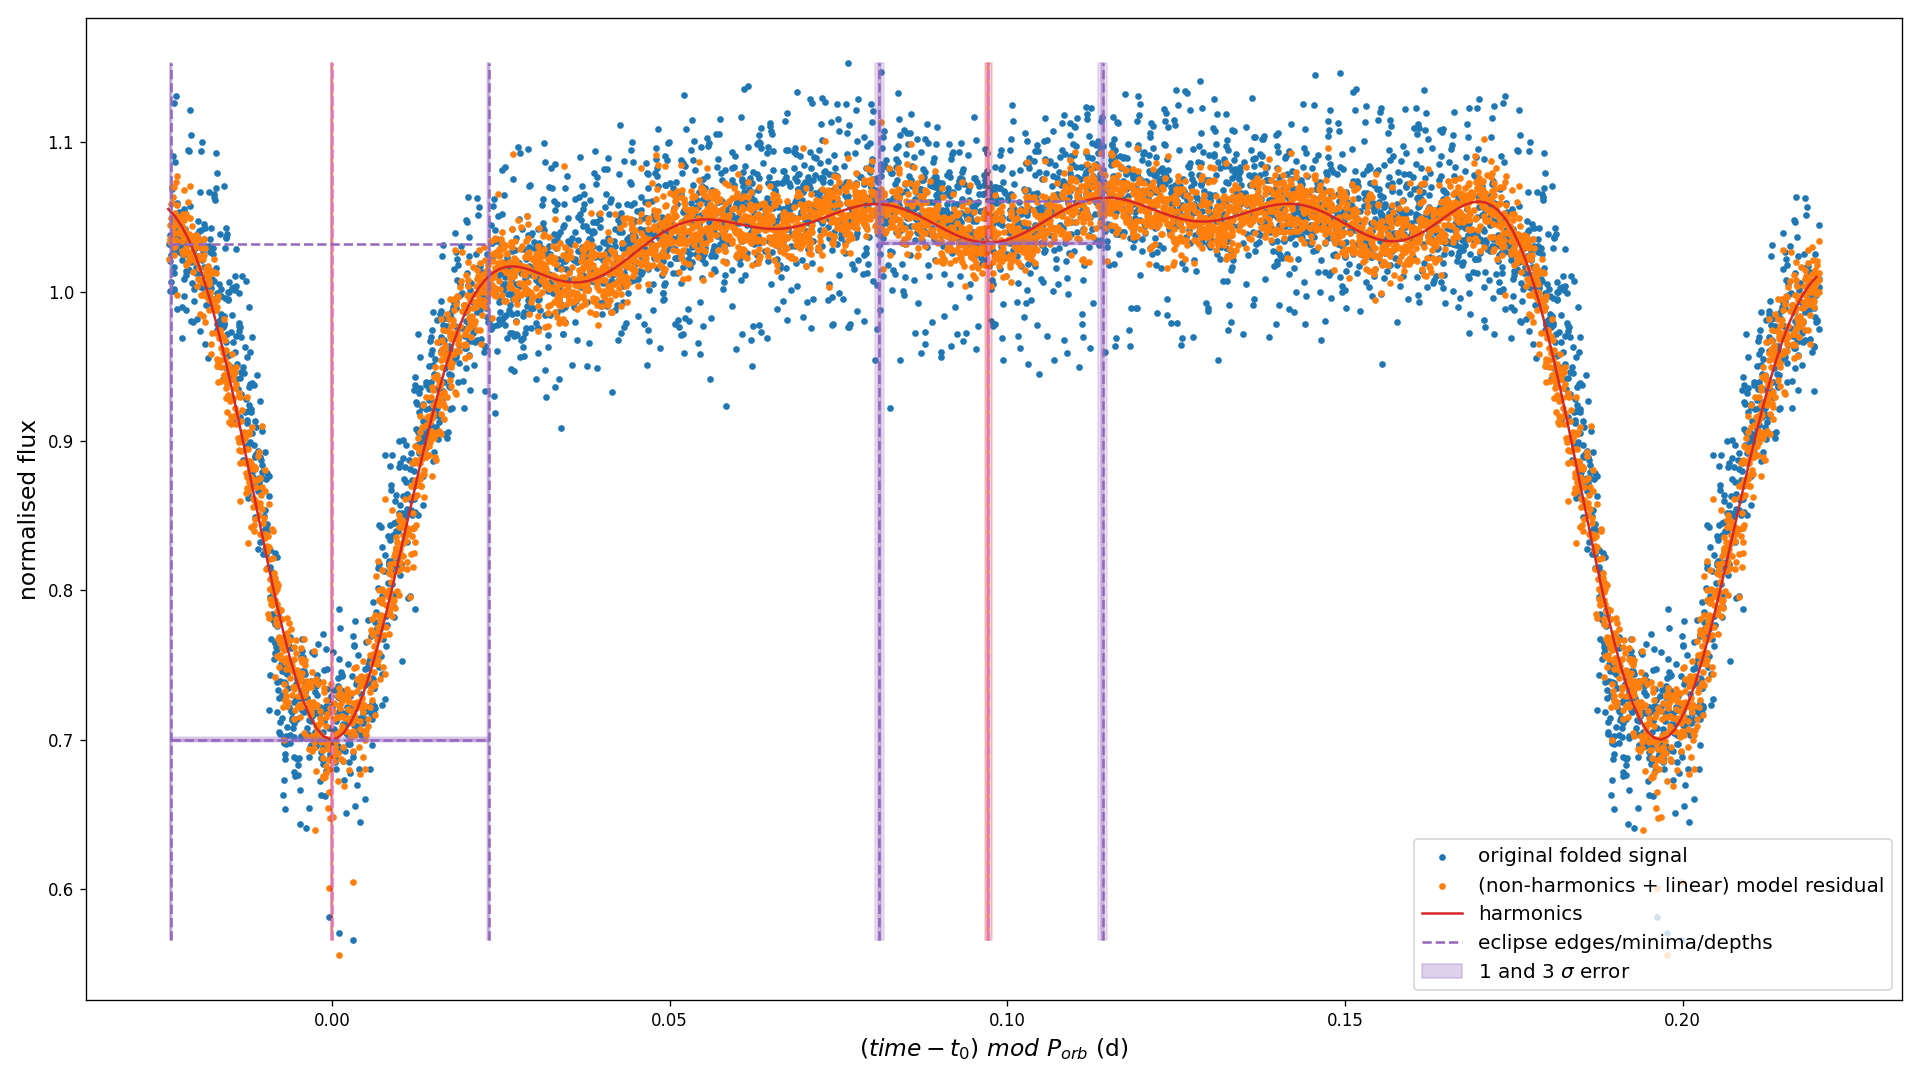 normalised flux
1.1
1.0
0.9
0.8
0.7
0.6
0.00
0.05
0.10
0.15
0.20
(time − t₀) mod Pₒᵣb (d)
original folded signal
(non-harmonics + linear) model residual
harmonics
eclipse edges/minima/depths
1 and 3 σ error